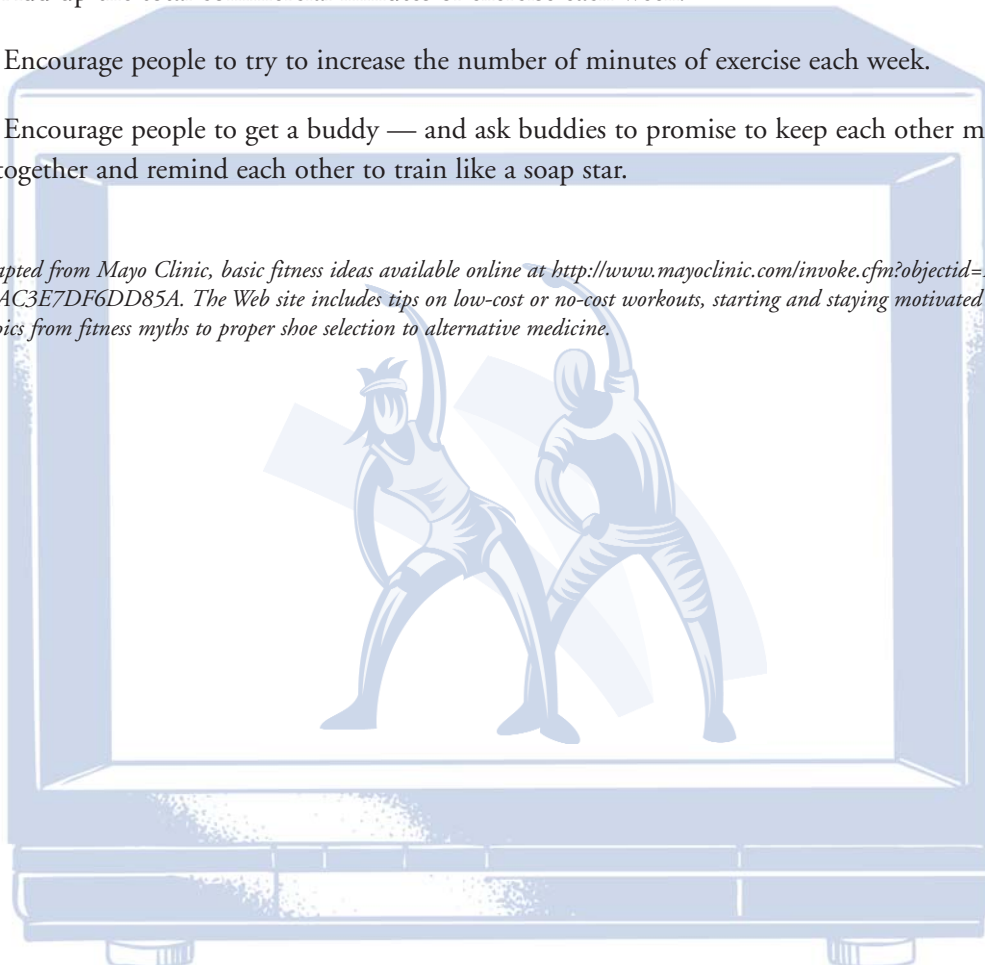 Encourage people to try to increase the number of minutes of exercise each week.
Encourage people to get a buddy — and ask buddies to promise to keep each other m
together and remind each other to train like a soap star.
apted from Mayo Clinic, basic fitness ideas available online at http://www.mayoclinic.com/invoke.cfm?objectid=
AC3E7DF6DD85A. The Web site includes tips on low-cost or no-cost workouts, starting and staying motivated
pics from fitness myths to proper shoe selection to alternative medicine.